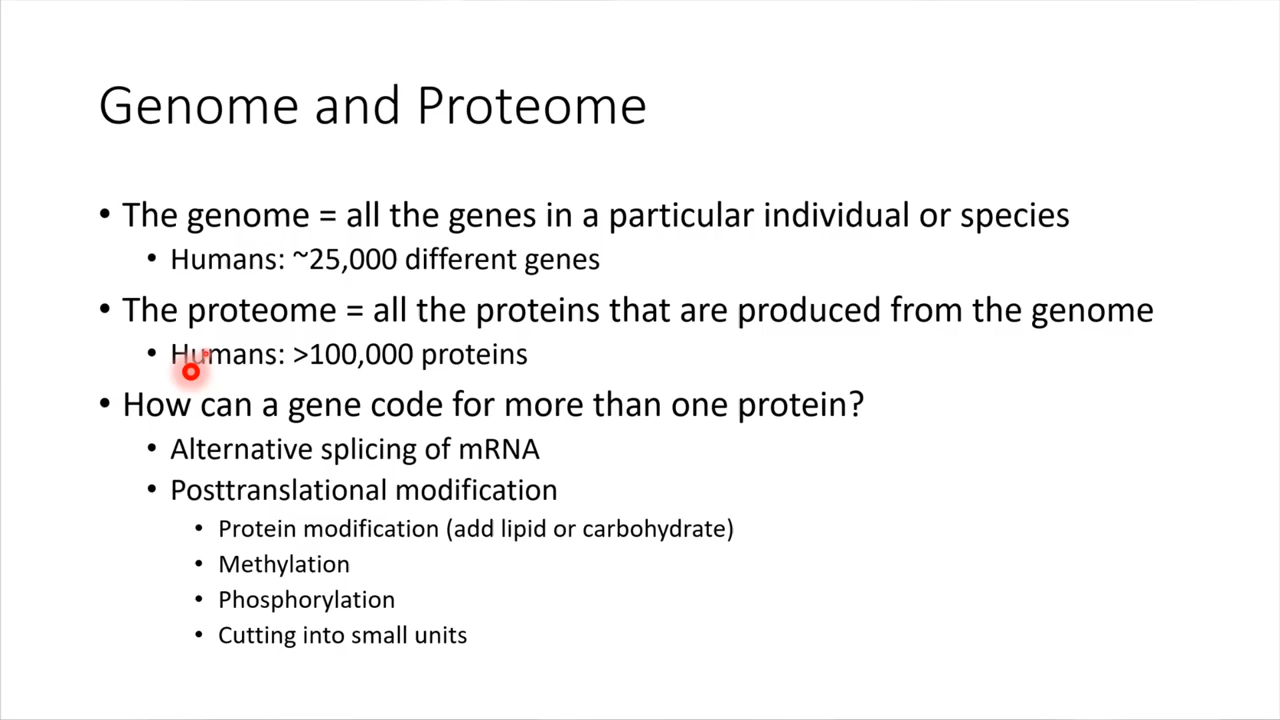 Genome and Proteome
• The genome = all the genes in a particular individual or species
• Humans: ~25,000 different genes
• The proteome = all the proteins that are produced from the genome
• Humans: >100,000 proteins
• How can a gene code for more than one protein?
• Alternative splicing of mRNA
• Posttranslational modification
• Protein modification (add lipid or carbohydrate)
• Methylation
• Phosphorylation
• Cutting into small units